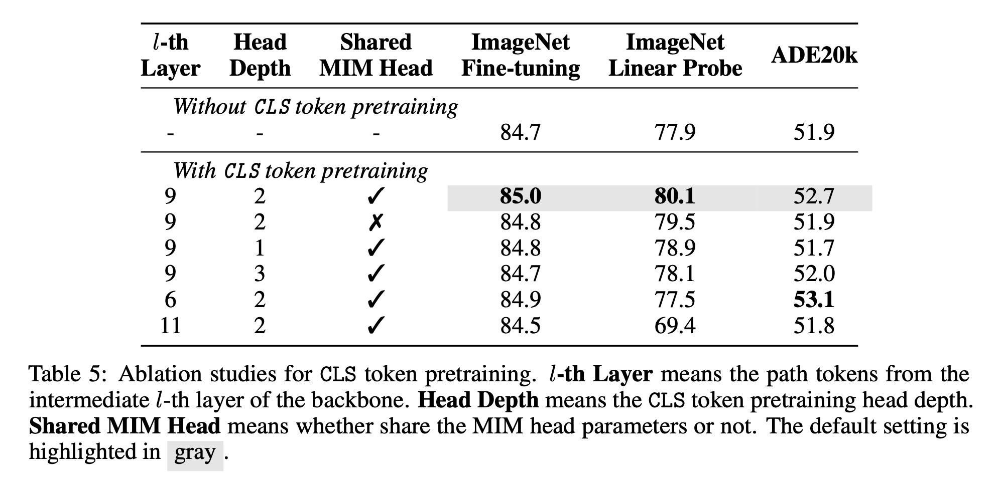 l-th Head Shared ImageNet ImageNet ADE20k
Layer Depth MIM Head Fine-tuning Linear Probe
Without CLS token pretraining
- - - 84.7 77.9 51.9
With CLS token pretraining
9 2 ✓ 85.0 80.1 52.7
9 2 ✗ 84.8 79.5 51.9
9 1 ✓ 84.8 78.9 51.7
9 3 ✓ 84.7 78.1 52.0
6 2 ✓ 84.9 77.5 53.1
11 2 ✓ 84.5 69.4 51.8
Table 5: Ablation studies for CLS token pretraining. l-th Layer means the path tokens from the
intermediate l-th layer of the backbone. Head Depth means the CLS token pretraining head depth.
Shared MIM Head means whether share the MIM head parameters or not. The default setting is
highlighted in gray .